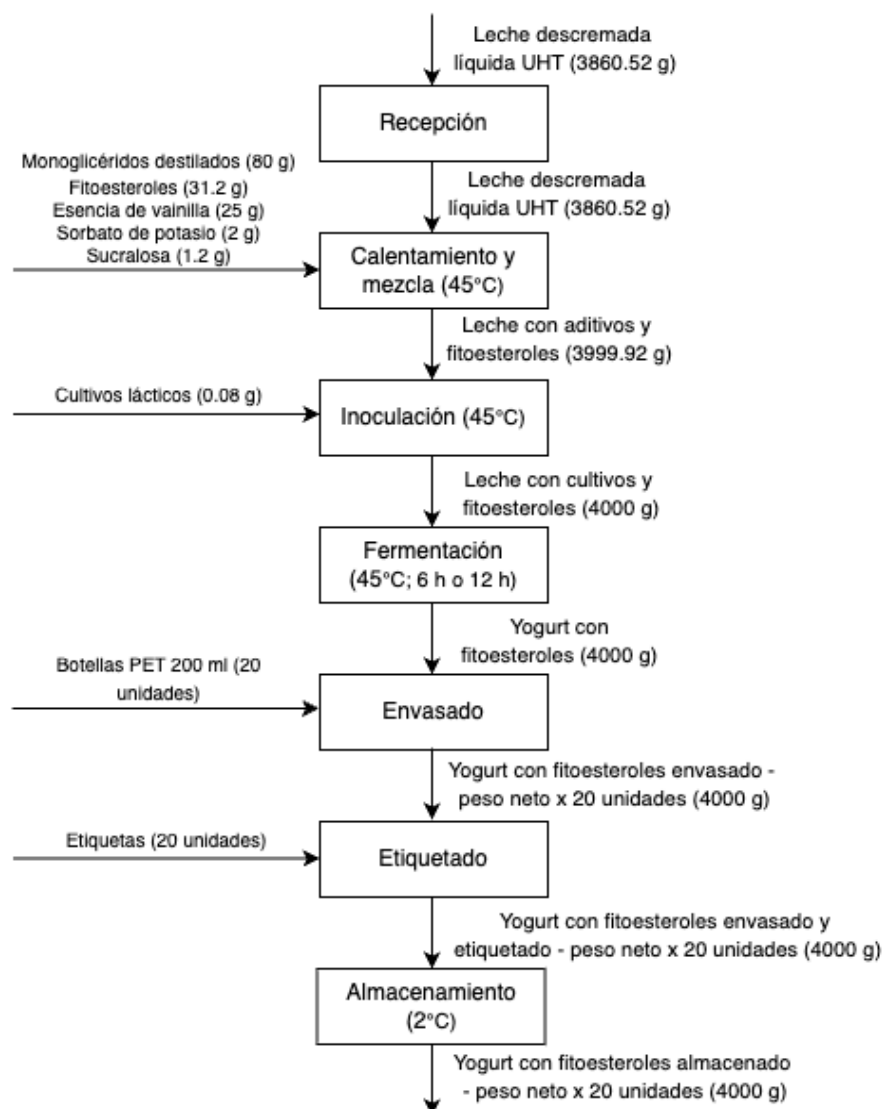 Leche descremada
líquida UHT (3860.52 g)
Recepción
Monoglicéridos destilados (80 g)
Fitoesteroles (31.2 g)
Esencia de vainilla (25 g)
Sorbato de potasio (2 g)
Sucralosa (1.2 g)
Leche descremada
líquida UHT (3860.52 g)
Calentamiento y
mezcla (45°C)
Leche con aditivos y
fitoesteroles (3999.92 g)
Cultivos lácticos (0.08 g)
Inoculación (45°C)
Leche con cultivos y
fitoesteroles (4000 g)
Fermentación
(45°C; 6 h o 12 h)
Yogurt con
fitoesteroles (4000 g)
Botellas PET 200 ml (20
unidades)
Envasado
Yogurt con fitoesteroles envasado -
peso neto x 20 unidades (4000 g)
Etiquetas (20 unidades)
Etiquetado
Yogurt con fitoesteroles envasado y
etiquetado - peso neto x 20 unidades (4000 g)
Almacenamiento
(2°C)
Yogurt con fitoesteroles almacenado
- peso neto x 20 unidades (4000 g)